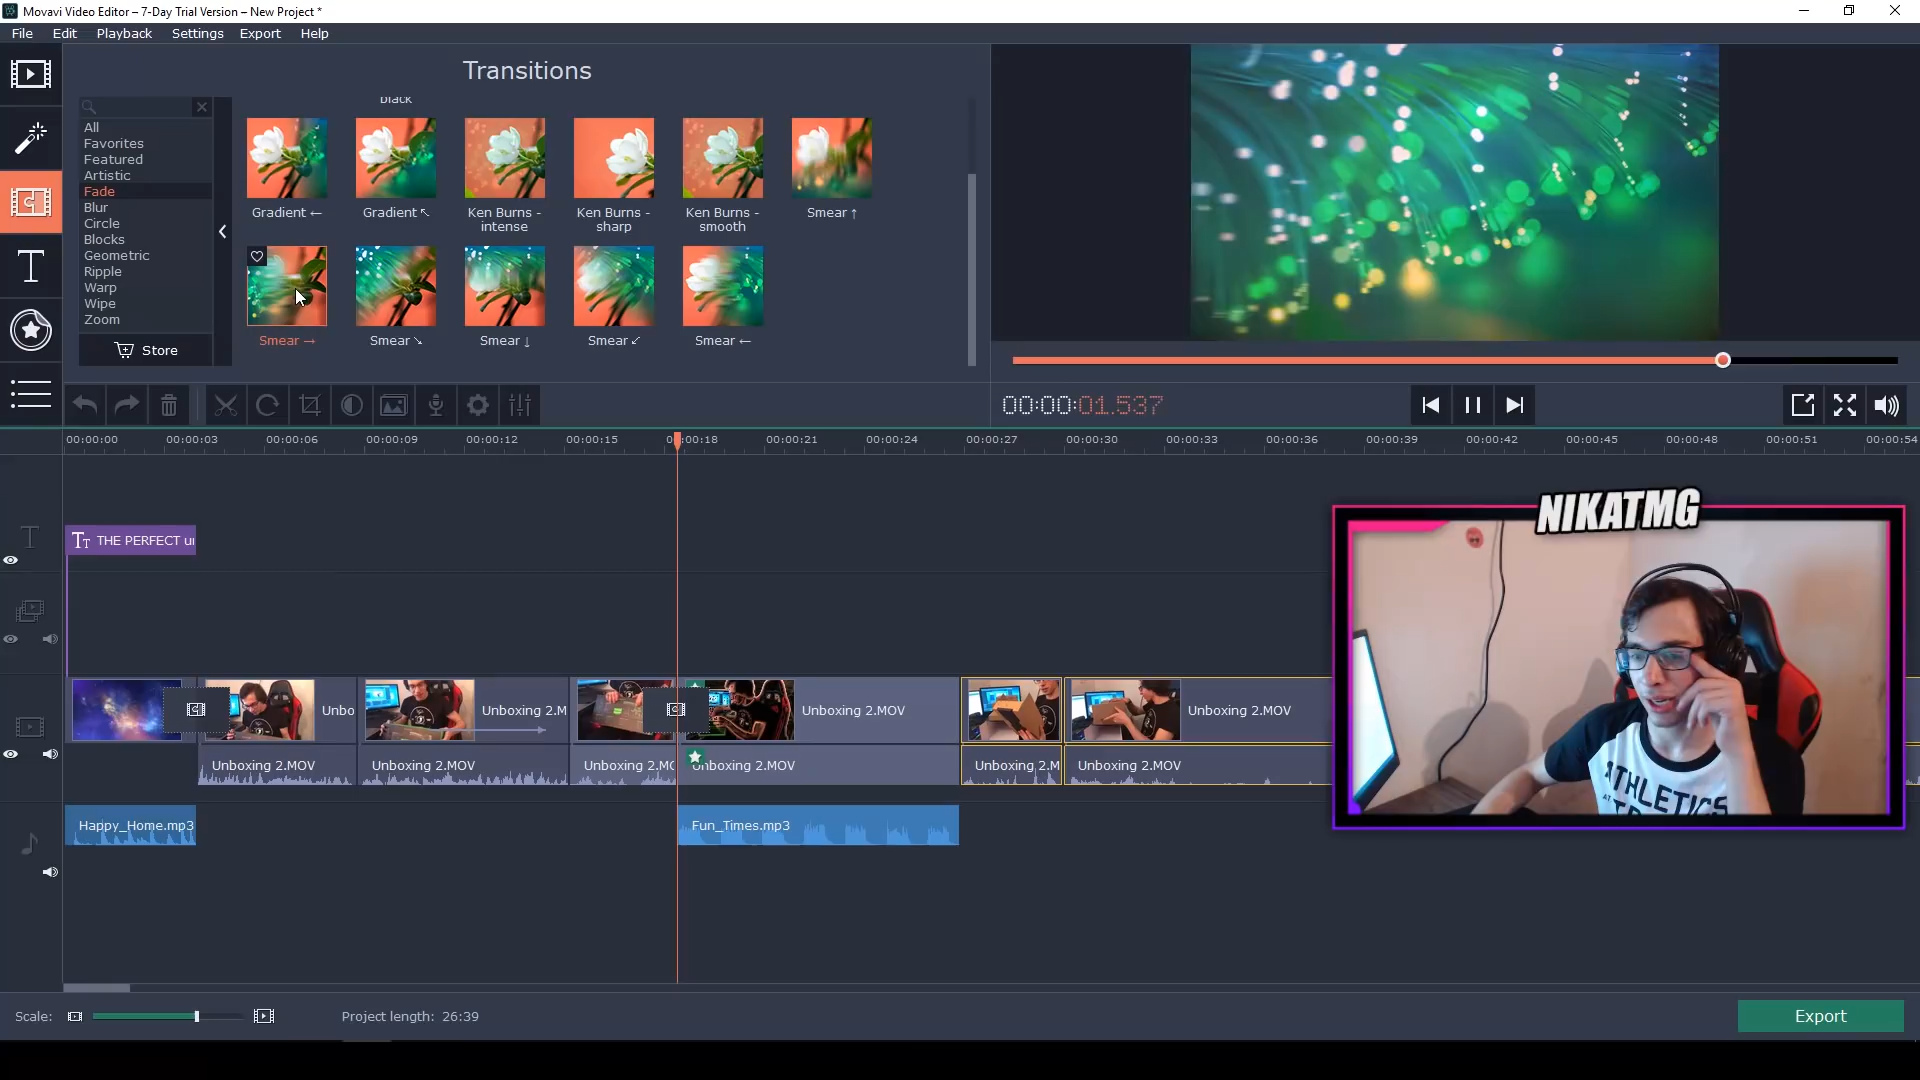 Movavi Video Editor – 7-Day Trial Version – New Project *
File Edit Playback Settings Export Help
Transitions
All
Favorites
Featured
Artistic
Fade
Blur
Circle
Blocks
Geometric
Ripple
Warp
Wipe
Zoom
Store
black
Gradient ←
Gradient ↖
Ken Burns - intense
Ken Burns - sharp
Ken Burns - smooth
Smear ↑
Smear →
Smear ↘
Smear ↓
Smear ↙
Smear ←
00:00:01.537
00:00:00 00:00:03 00:00:06 00:00:09 00:00:12 00:00:15 00:00:18 00:00:21 00:00:24 00:00:27 00:00:30 00:00:33 00:00:36 00:00:39 00:00:42 00:00:45 00:00:48 00:00:51 00:00:54
NIKATMG
THE PERFECT
Unbo
Unboxing 2.M
Unboxing 2.MOV
Unboxing 2.MOV
Unboxing 2.MOV
Unboxing 2.MOV
Unboxing 2.MC
Unboxing 2.MOV
Unboxing 2.M
Unboxing 2.MOV
Happy_Home.mp3
Fun_Times.mp3
ATHLETICS
Scale:
Project length: 26:39
Export